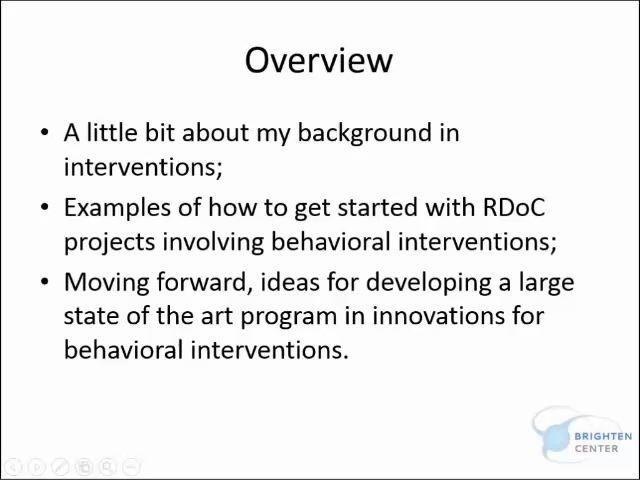 Overview
• A little bit about my background in
interventions;
• Examples of how to get started with RDoC
projects involving behavioral interventions;
• Moving forward, ideas for developing a large
state of the art program in innovations for
behavioral interventions.
BRIGHTEN
CENTER